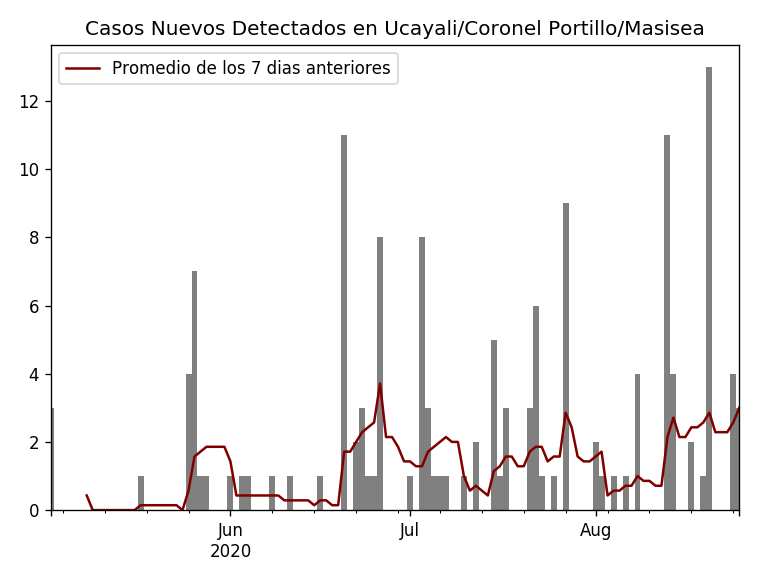 Casos Nuevos Detectados en Ucayali/Coronel Portillo/Masisea
Promedio de los 7 dias anteriores
12
10
8
6
4
2
0
Jun
2020
Jul
Aug